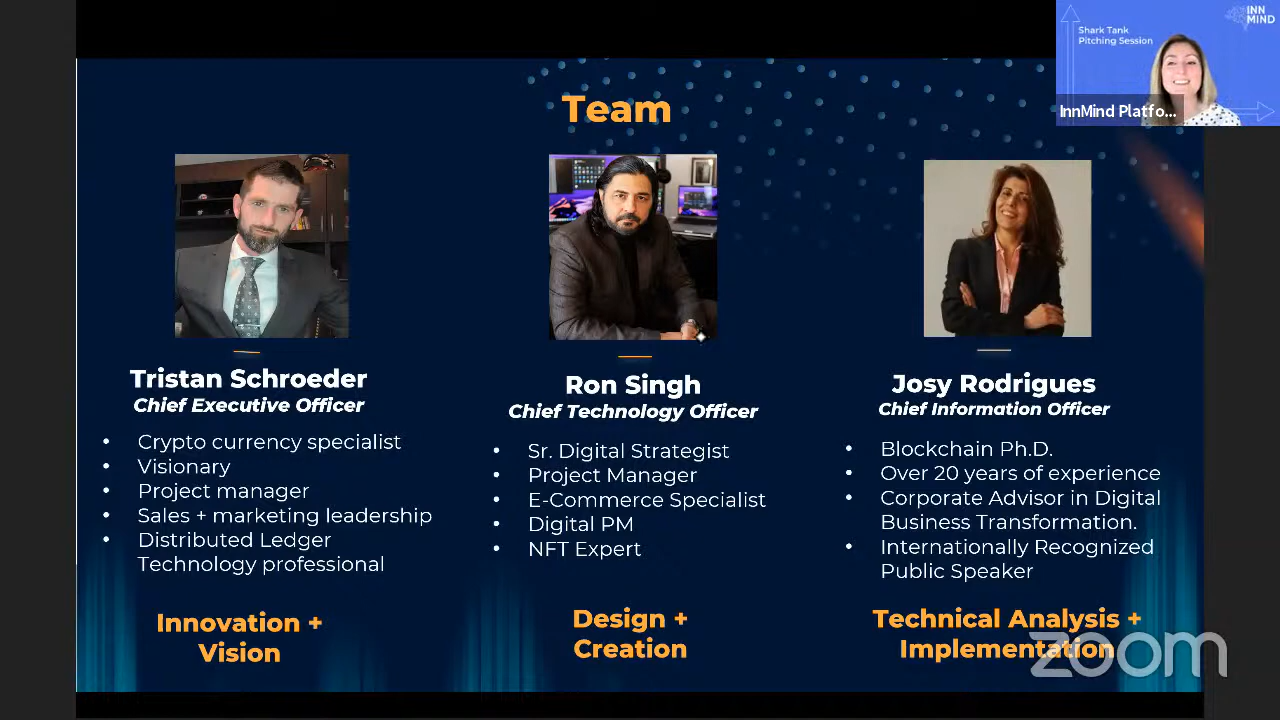 INN
MIND
Shark Tank
Pitching Session
InnMind Platfo...
Team
Tristan Schroeder
Chief Executive Officer
• Crypto currency specialist
• Visionary
• Project manager
• Sales + marketing leadership
• Distributed Ledger
Technology professional
Innovation +
Vision
Ron Singh
Chief Technology Officer
• Sr. Digital Strategist
• Project Manager
• E-Commerce Specialist
• Digital PM
• NFT Expert
Design +
Creation
Josy Rodrigues
Chief Information Officer
• Blockchain Ph.D.
• Over 20 years of experience
• Corporate Advisor in Digital
Business Transformation.
• Internationally Recognized
Public Speaker
Technical Analysis +
Implementation
zoom